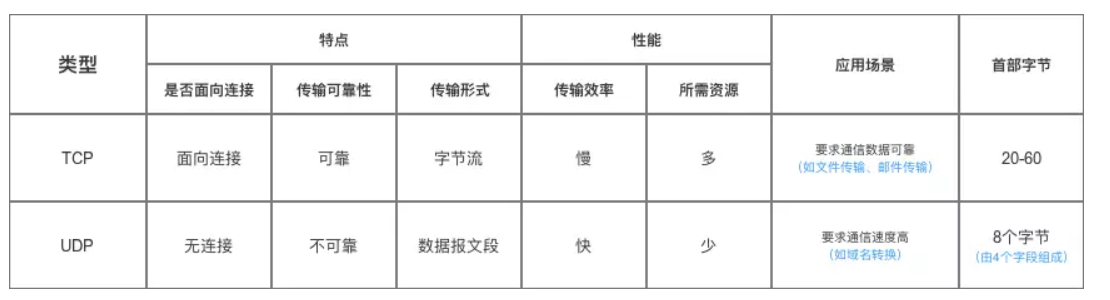 类型
特点
性能
应用场景
首部字节
是否面向连接
传输可靠性
传输形式
传输效率
所需资源
TCP
面向连接
可靠
字节流
慢
多
要求通信数据可靠
(如文件传输、邮件传输)
20-60
UDP
无连接
不可靠
数据报文段
快
少
要求通信速度高
(如域名转换)
8个字节
(由4个字段组成)